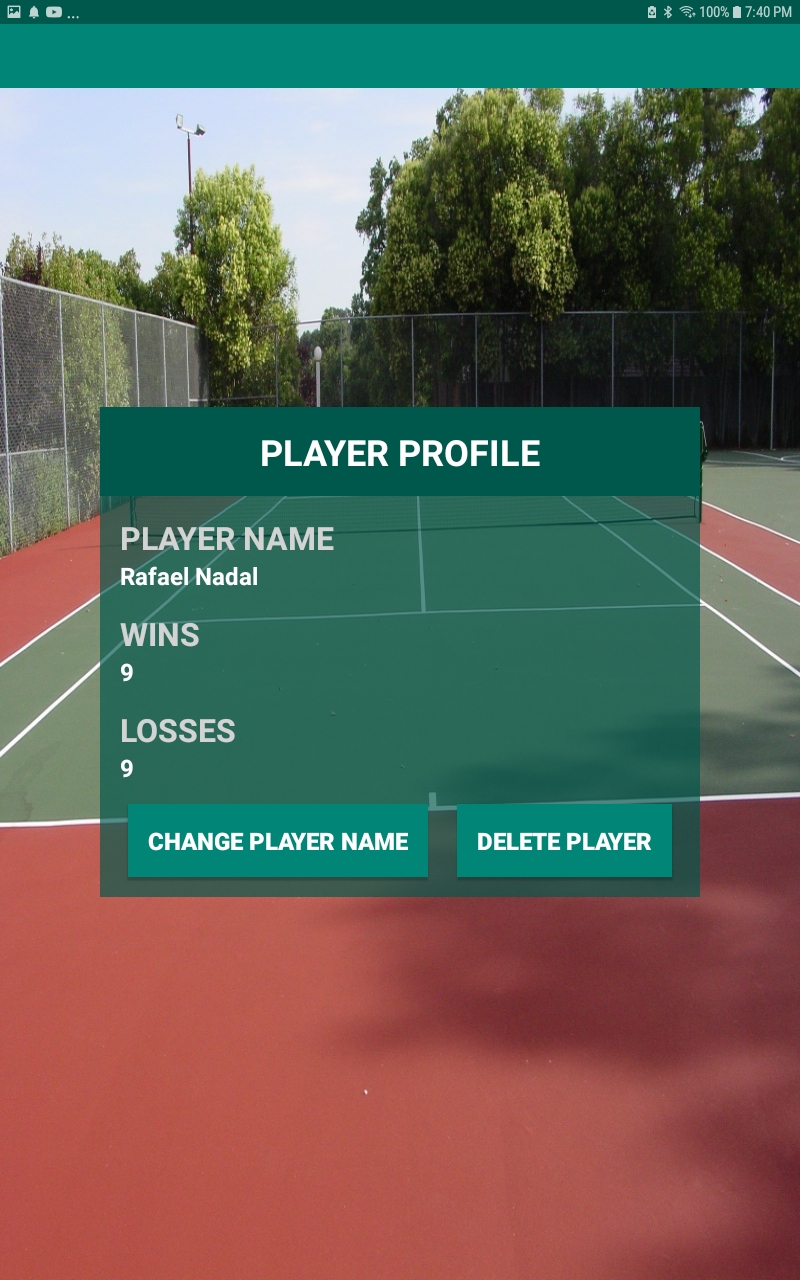 ... 100% 7:40 PM
PLAYER PROFILE
PLAYER NAME
Rafael Nadal
WINS
9
LOSSES
9
CHANGE PLAYER NAME DELETE PLAYER